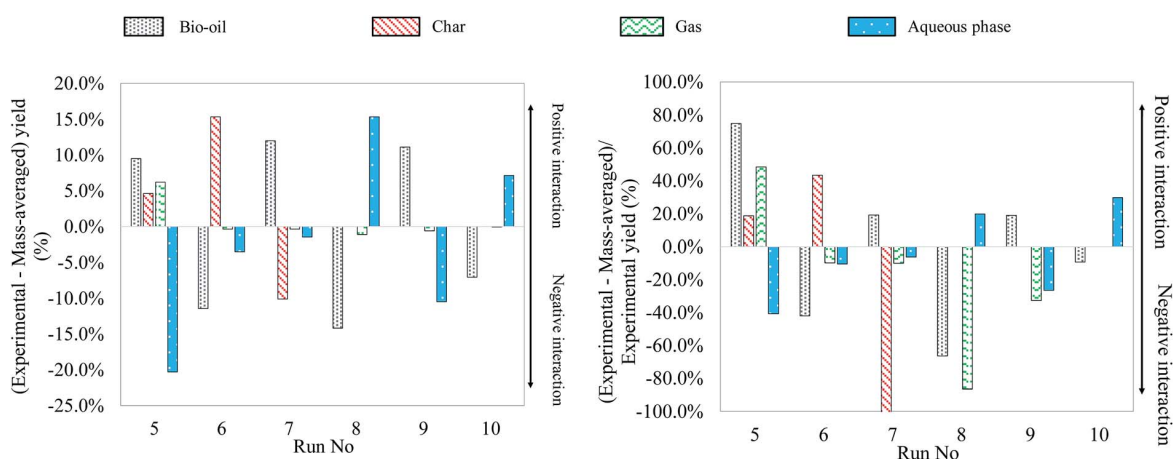 Bio-oil
Char
Gas
Aqueous phase
(Experimental - Mass-averaged) yield
(%)
20.0%
15.0%
10.0%
5.0%
0.0%
-5.0%
-10.0%
-15.0%
-20.0%
-25.0%
5 6 7 8 9 10
Run No
Positive interaction
Negative interaction
(Experimental - Mass-averaged)/
Experimental yield (%)
100.0%
80.0%
60.0%
40.0%
20.0%
0.0%
-20.0%
-40.0%
-60.0%
-80.0%
-100.0%
5 6 7 8 9 10
Run No
Positive interaction
Negative interaction